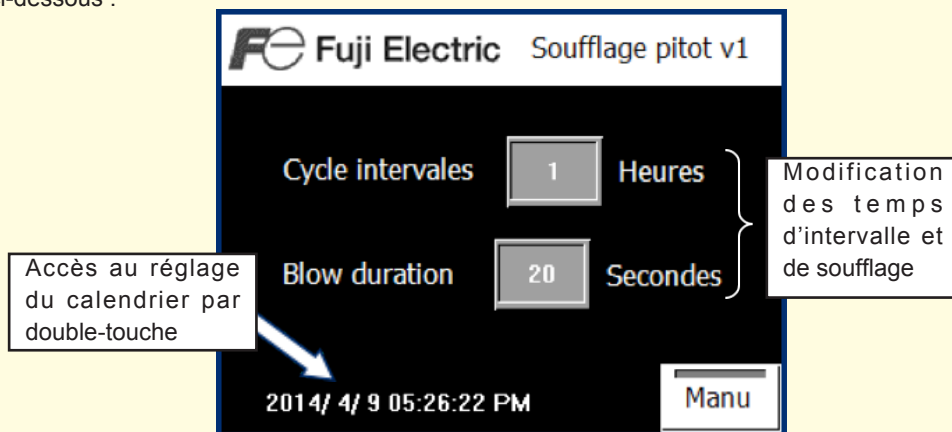 i-dessous :
Fe Fuji Electric Soufflage pitot v1
Cycle intervales 1 Heures
Modification
des temps
d'intervalle et
de soufflage
Blow duration 20 Secondes
Accès au réglage
du calendrier par
double-touche
2014/ 4/ 9 05:26:22 PM
Manu